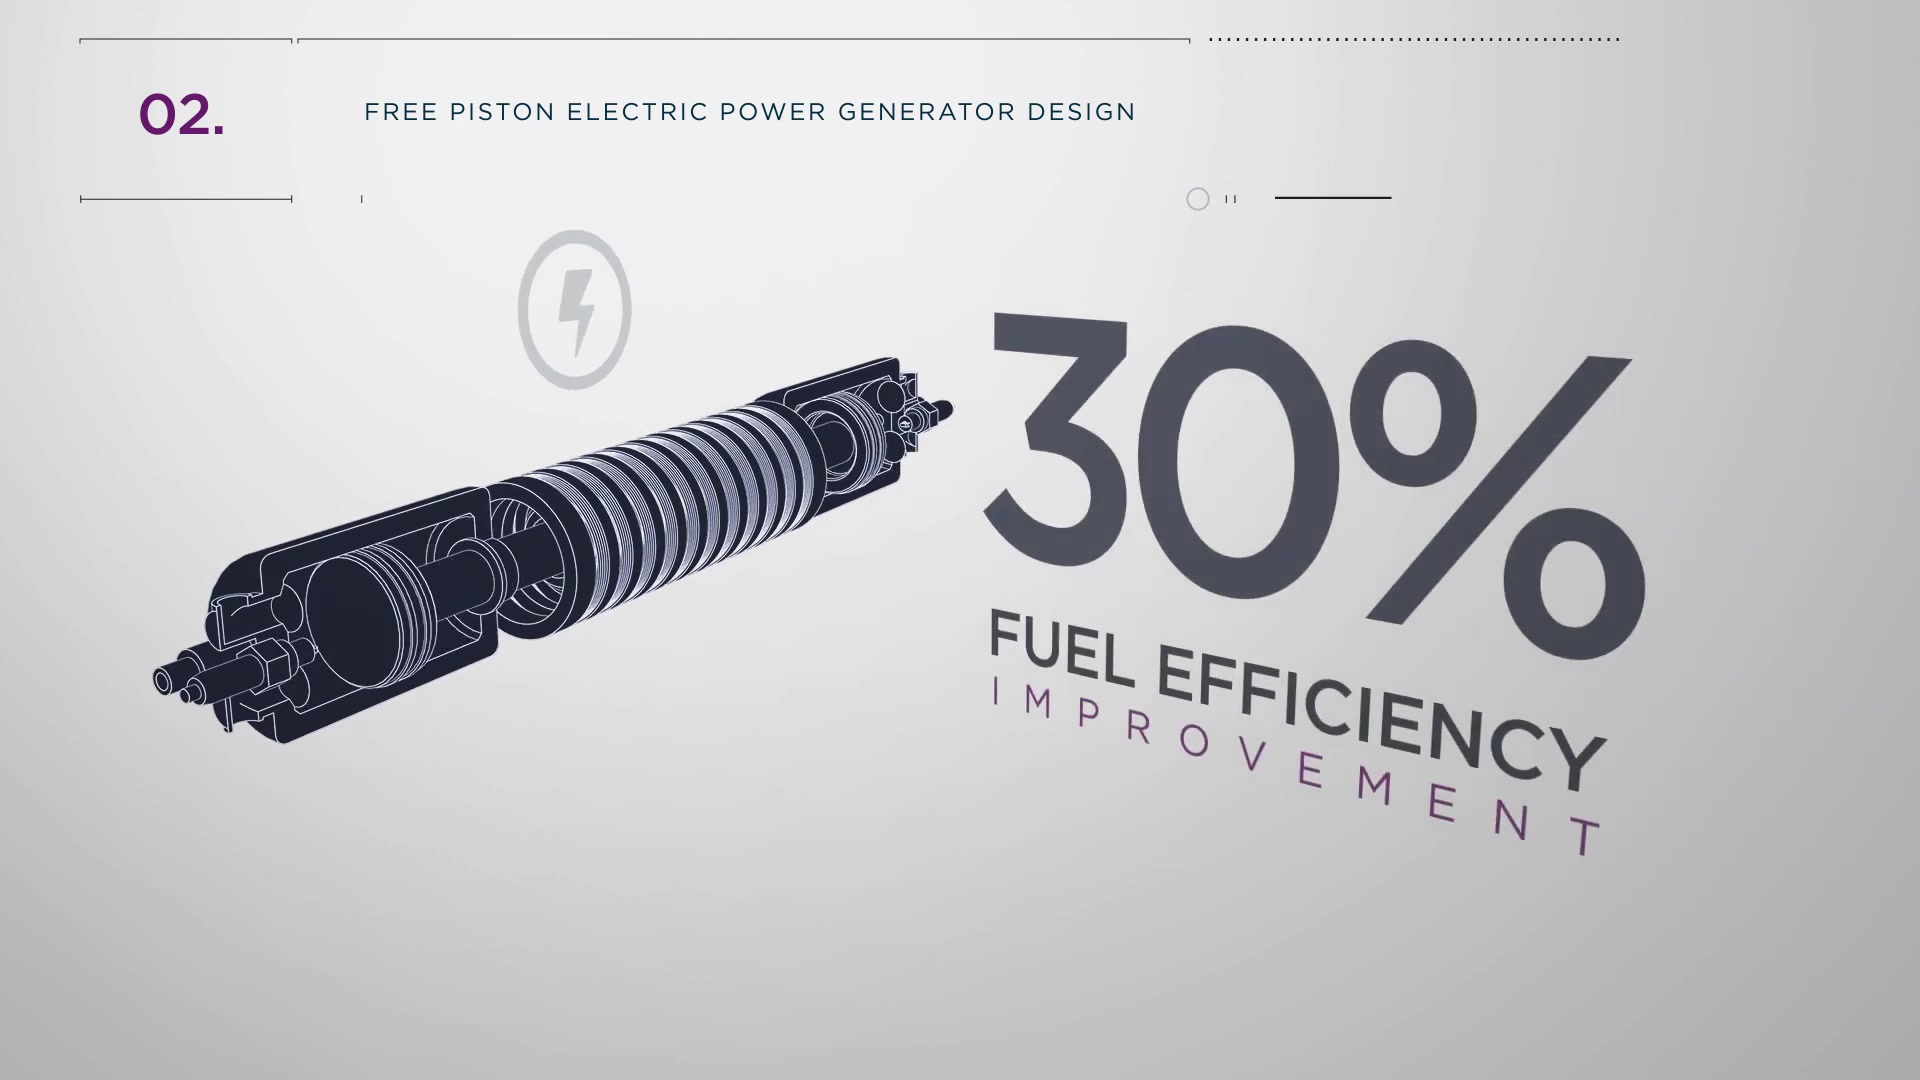 02.
FREE PISTON ELECTRIC POWER GENERATOR DESIGN
30%
FUEL EFFICIENCY
IMPROVEMENT